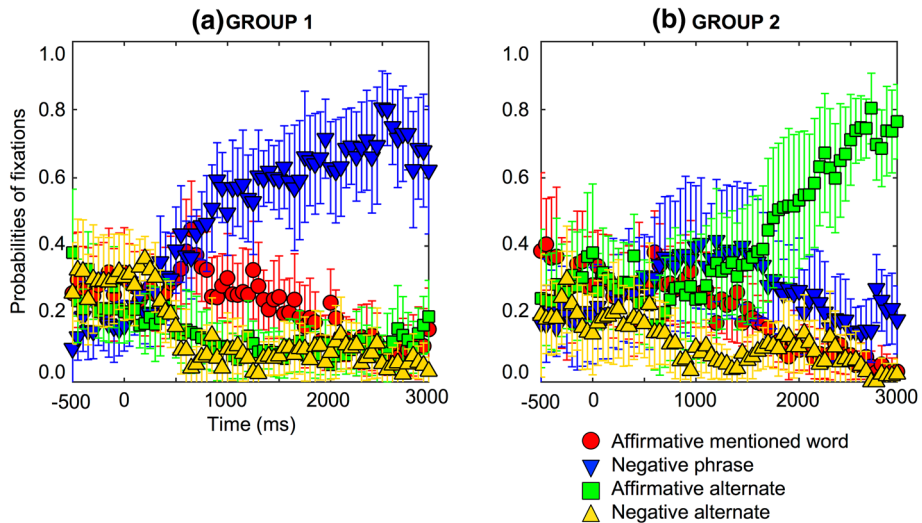 (a) GROUP 1
(b) GROUP 2
Probabilities of fixations
1.0
0.8
0.6
0.4
0.2
0.0
-500 0 1000 2000 3000
Time (ms)
1.0
0.8
0.6
0.4
0.2
0.0
-500 0 1000 2000 3000
Affirmative mentioned word
Negative phrase
Affirmative alternate
Negative alternate